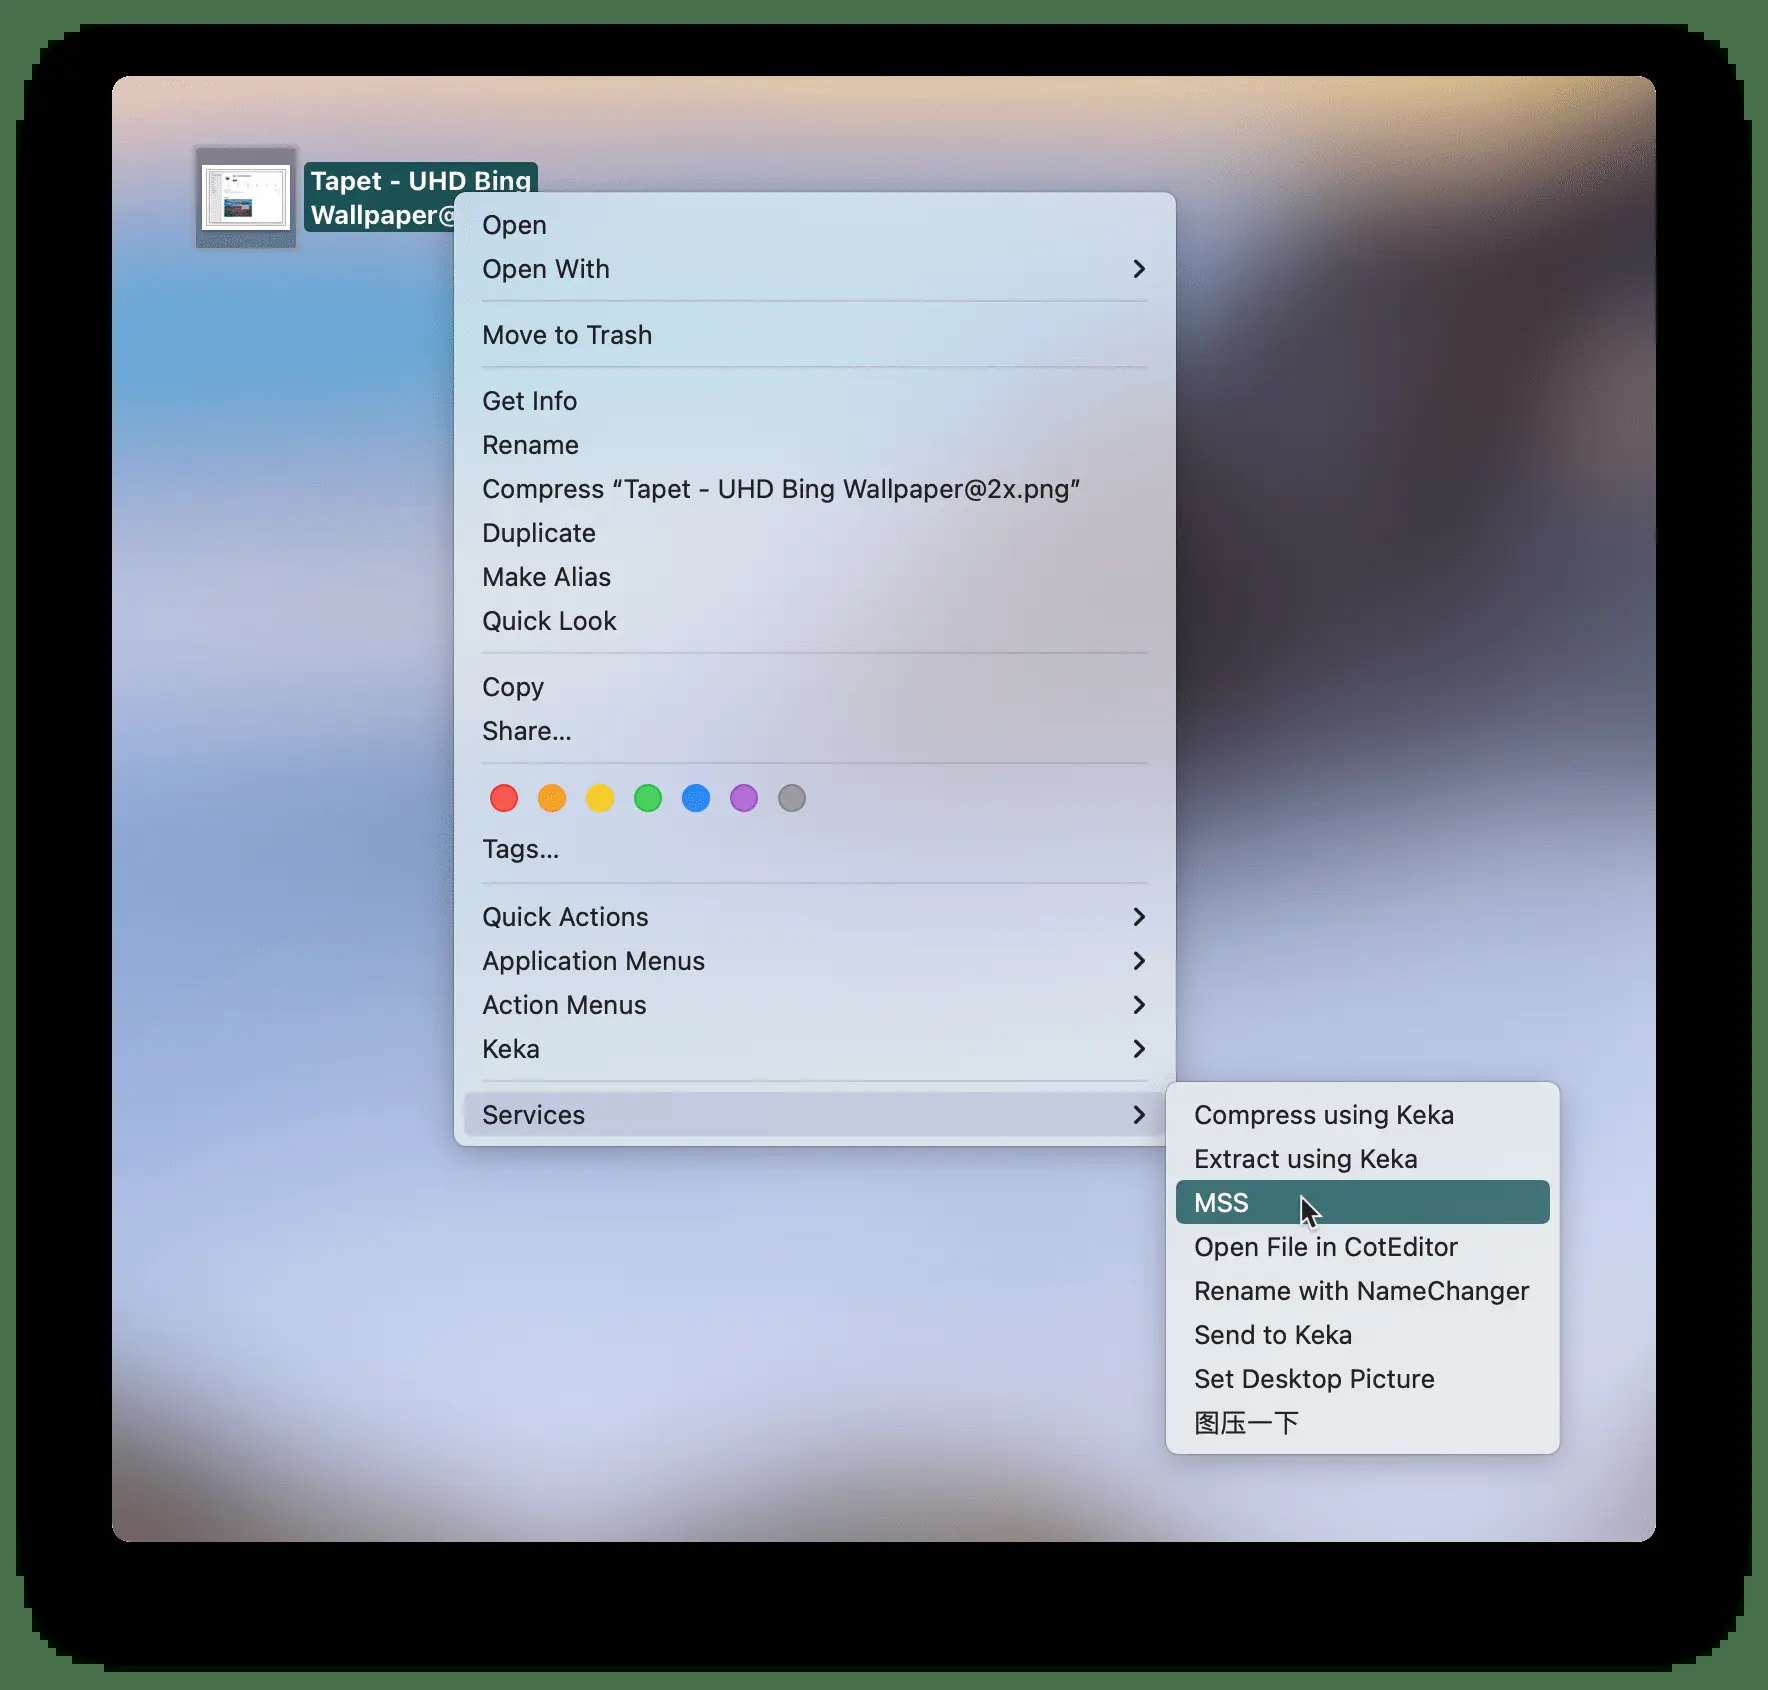 Tapet - UHD Bing
Wallpaper@
Open
Open With
Move to Trash
Get Info
Rename
Compress “Tapet - UHD Bing Wallpaper@2x.png”
Duplicate
Make Alias
Quick Look
Copy
Share...
Tags...
Quick Actions
Application Menus
Action Menus
Keka
Services
Compress using Keka
Extract using Keka
MSS
Open File in CotEditor
Rename with NameChanger
Send to Keka
Set Desktop Picture
图压一下